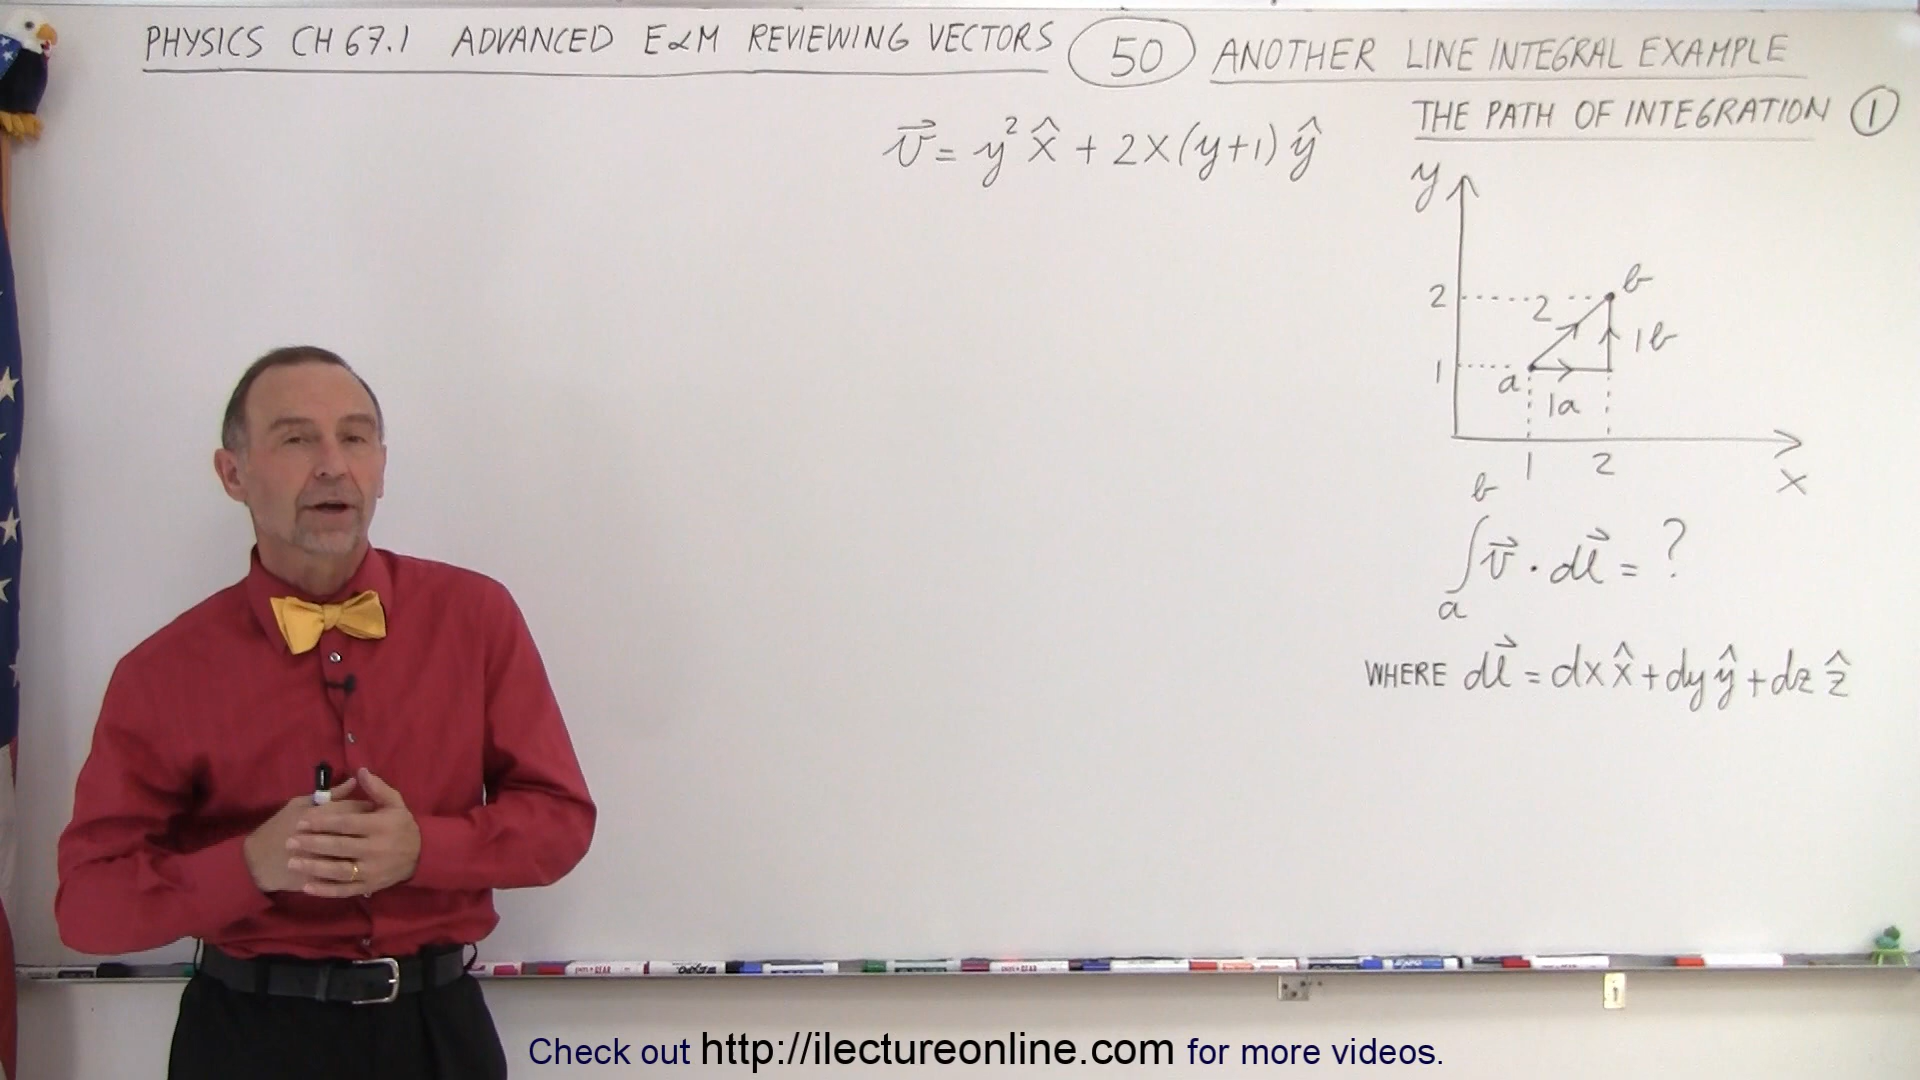 PHYSICS CH 67.1 ADVANCED E&M REVIEWING VECTORS 50 ANOTHER LINE INTEGRAL EXAMPLE
THE PATH OF INTEGRATION 1
v⃗ = y² x̂ + 2x(y+1) ŷ
y
b
2 2
1b
1 a
1a
1 2
x
∫ₐᵇ v⃗ · dl⃗ = ?
WHERE dl⃗ = dx x̂ + dy ŷ + dz ẑ
EXPO
Check out http://ilectureonline.com for more videos.